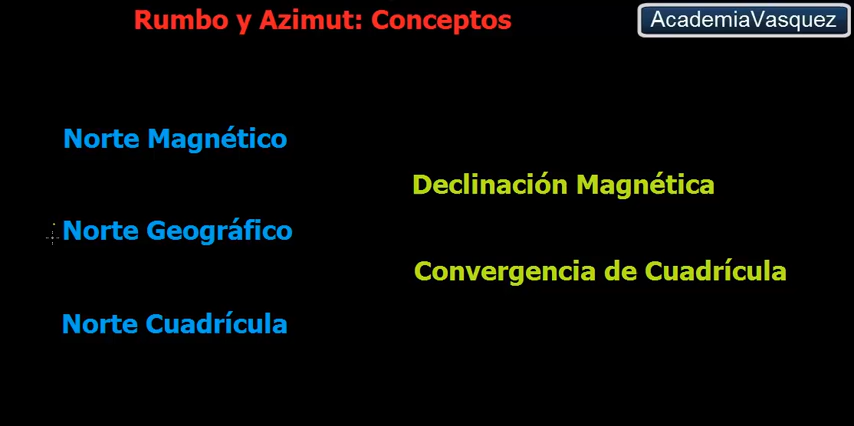 Rumbo y Azimut: Conceptos
AcademiaVasquez
Norte Magnético
Declinación Magnética
Norte Geográfico
Convergencia de Cuadrícula
Norte Cuadrícula